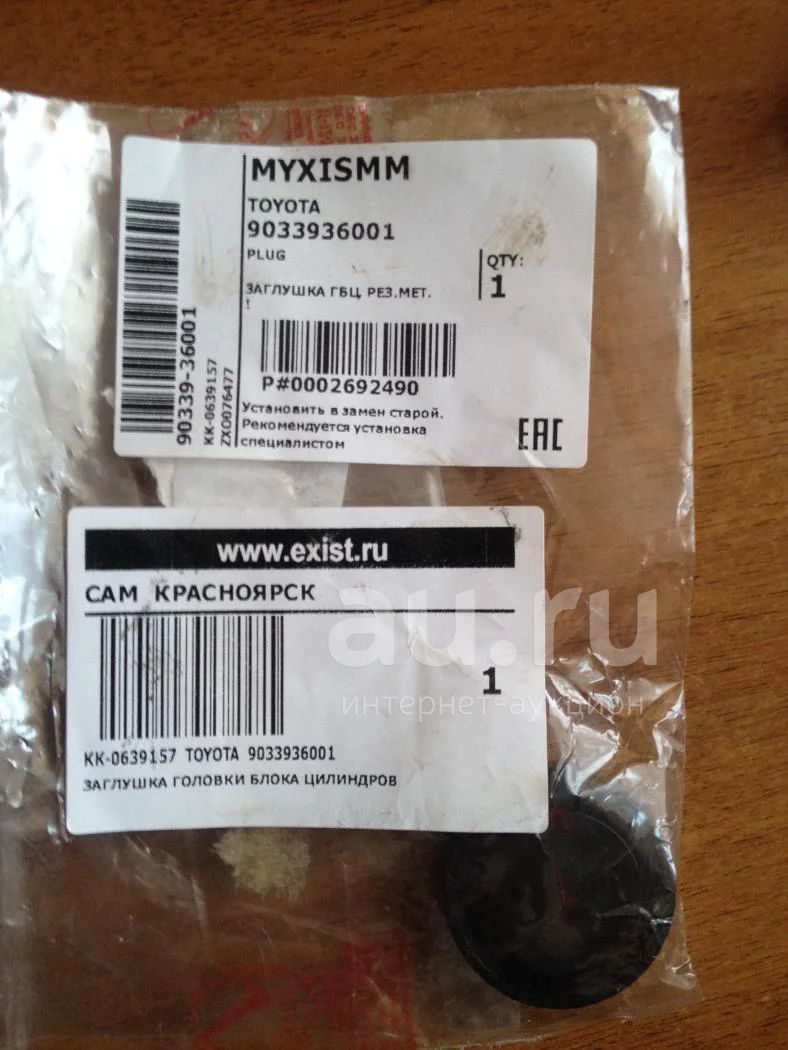 MYXISMM
TOYOTA
9033936001
PLUG
QTY:
1
ЗАГЛУШКА ГБЦ, РЕЗ.МЕТ.
!
P#0002692490
Установить в замен старой.
Рекомендуется установка
специалистом
EAC
90339-36001
KK-0639157
ZXO0076477
www.exist.ru
САМ КРАСНОЯРСК
1
KK-0639157 TOYOTA 9033936001
ЗАГЛУШКА ГОЛОВКИ БЛОКА ЦИЛИНДРОВ
au.ru
интернет-аукцион